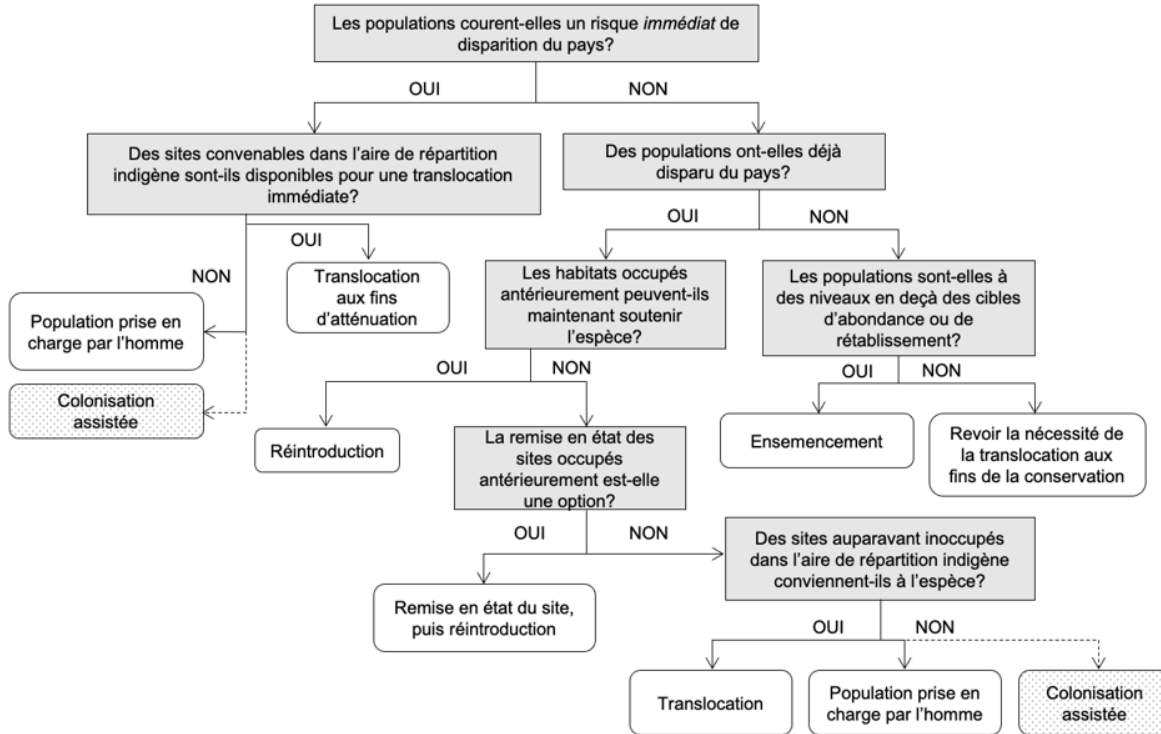 Les populations courent-elles un risque immédiat de
disparition du pays?
OUI
NON
Des sites convenables dans l'aire de répartition
indigène sont-ils disponibles pour une translocation
immédiate?
Des populations ont-elles déjà
disparu du pays?
OUI
NON
OUI
NON
Translocation
aux fins
d'atténuation
Population prise en
charge par l'homme
Colonisation
assistée
Les habitats occupés
antérieurement peuvent-ils
maintenant soutenir
l'espèce?
Les populations sont-elles à
des niveaux en deçà des cibles
d'abondance ou de
rétablissement?
OUI
NON
OUI
NON
Réintroduction
La remise en état des
sites occupés
antérieurement est-elle
une option?
Ensemencement
Revoir la nécessité de
la translocation aux
fins de la conservation
OUI
NON
Des sites auparavant inoccupés
dans l'aire de répartition indigène
conviennent-ils à l'espèce?
Remise en état du site,
puis réintroduction
OUI
NON
Translocation
Population prise en
charge par l'homme
Colonisation
assistée